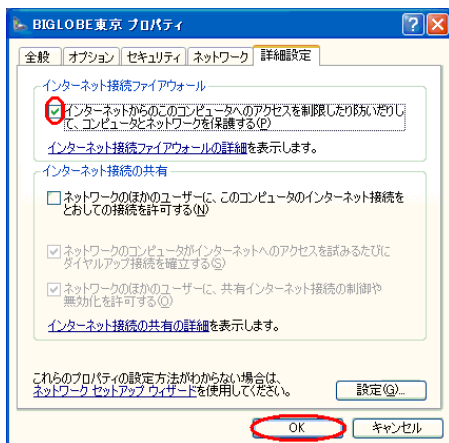 BIGLOBE東京 プロパティ
全般 オプション セキュリティ ネットワーク 詳細設定
インターネット接続ファイアウォール
インターネットからのこのコンピュータへのアクセスを制限したり防いだりし
て、コンピュータとネットワークを保護する(P)
インターネット接続ファイアウォールの詳細を表示します。
インターネット接続の共有
ネットワークのほかのユーザーに、このコンピュータのインターネット接続を
とおしての接続を許可する(N)
ネットワークのコンピュータがインターネットへのアクセスを試みるたびに
ダイヤルアップ接続を確立する(S)
ネットワークのほかのユーザーに、共有インターネット接続の制御や
無効化を許可する(O)
インターネット接続の共有の詳細を表示します。
これらのプロパティの設定方法がわからない場合は、
ネットワーク セットアップ ウィザードを使用してください。
設定(G)...
OK キャンセル